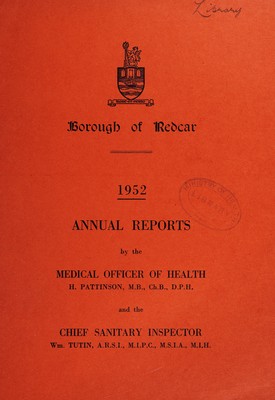 Library
Borough of Redcar
1952
ANNUAL REPORTS
by the
MEDICAL OFFICER OF HEALTH
H. PATTINSON, M.B., Ch.B., D.P.H.
and the
CHIEF SANITARY INSPECTOR
Wm. TUTIN, A.R.S.I., M.I.P.C., M.S.I.A., M.I.H.